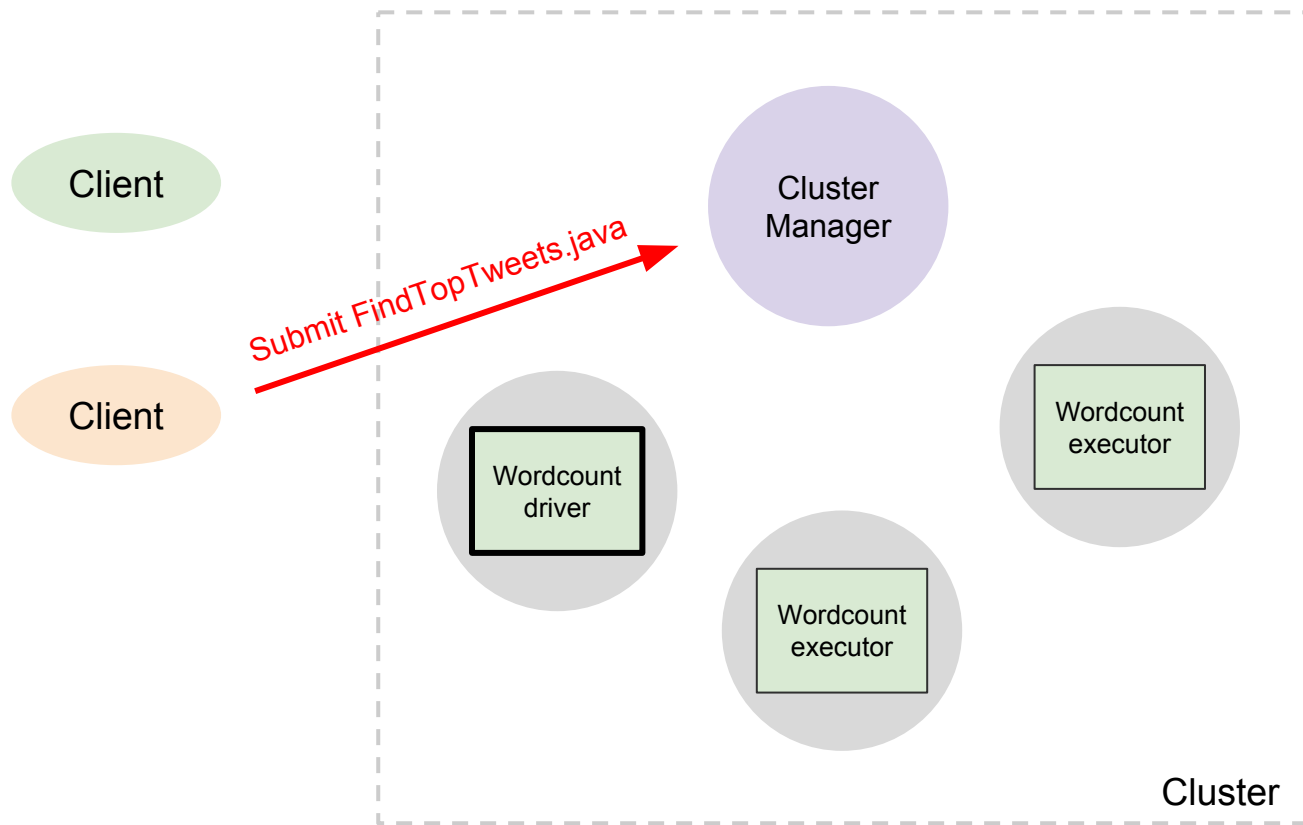 Client
Cluster
Manager
Submit FindTopTweets.java
Client
Wordcount
executor
Wordcount
driver
Wordcount
executor
Cluster